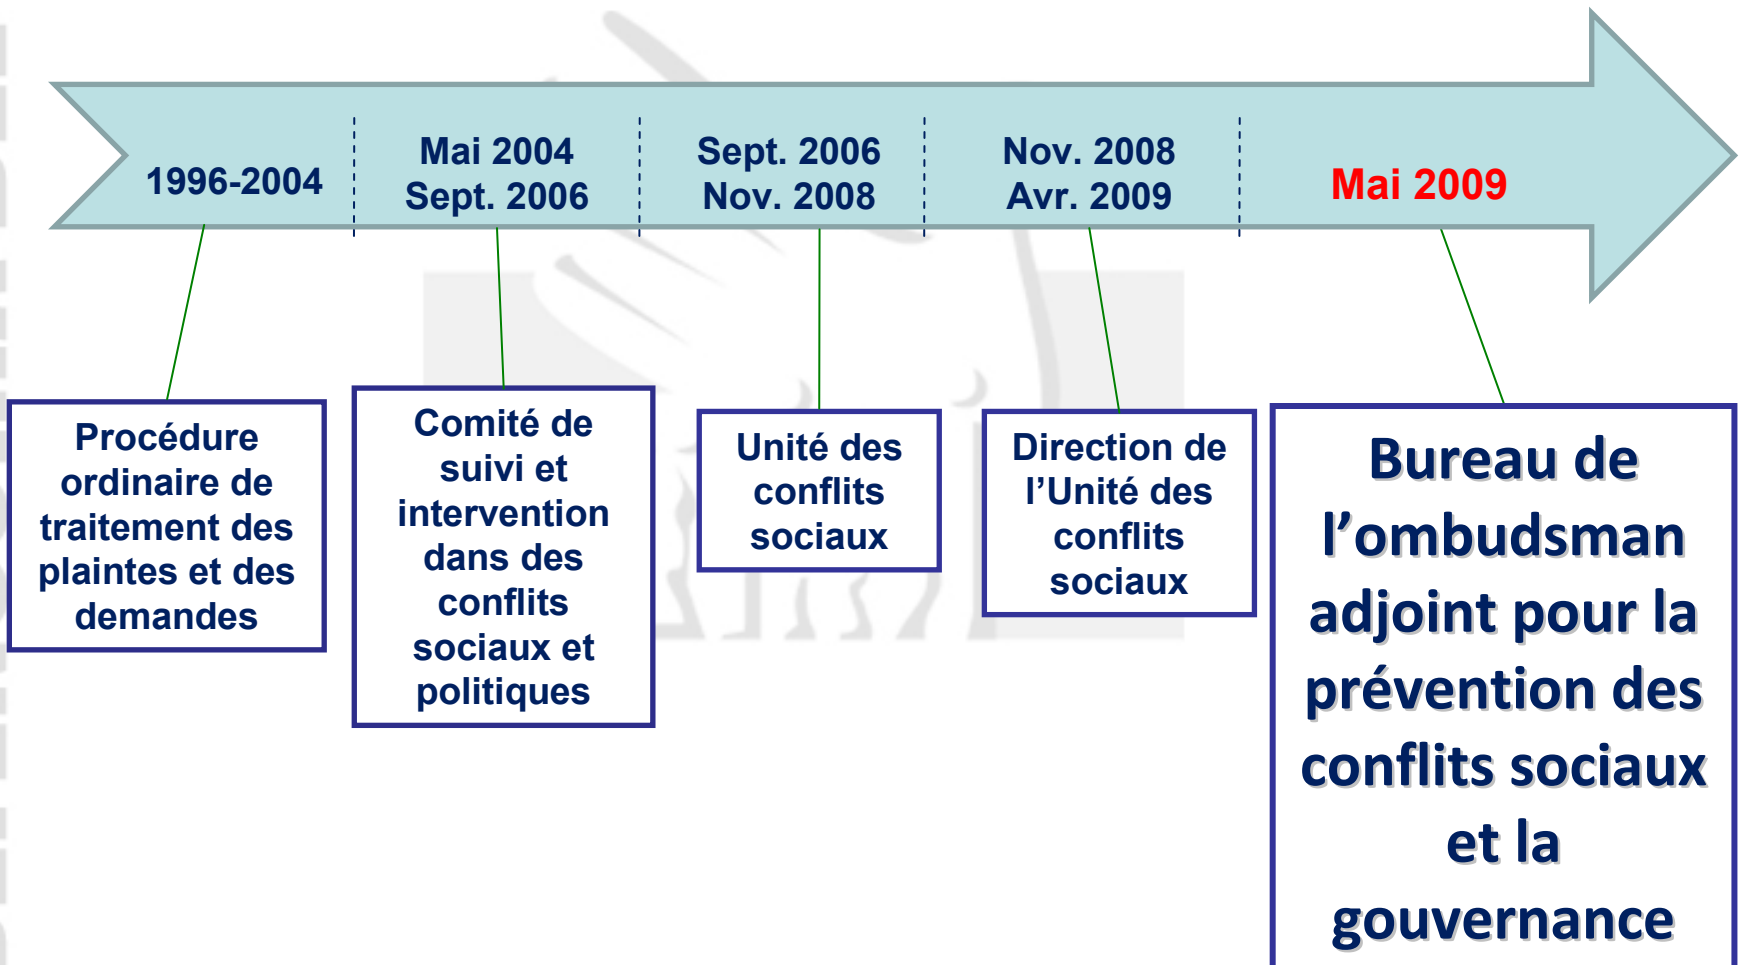 1996-2004
Mai 2004
Sept. 2006
Sept. 2006
Nov. 2008
Nov. 2008
Avr. 2009
Mai 2009
Procédure
ordinaire de
traitement des
plaintes et des
demandes
Comité de
suivi et
intervention
dans des
conflits
sociaux et
politiques
Unité des
conflits
sociaux
Direction de
l’Unité des
conflits
sociaux
Bureau de
l’ombudsman
adjoint pour la
prévention des
conflits sociaux
et la
gouvernance